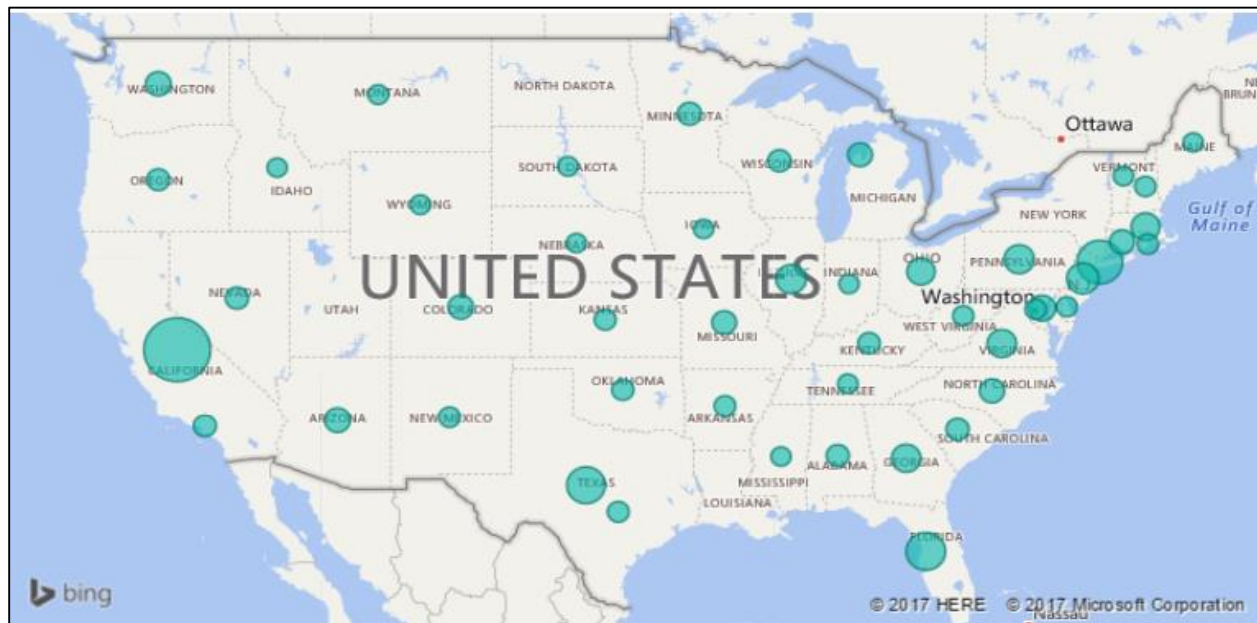 NORTH DAKOTA
WASHINGTON
MONTANA
MINNESOTA
Ottawa
MAINE
OREGON
IDAHO
SOUTH DAKOTA
WISCONSIN
VERMONT
WYOMING
MICHIGAN
NEW YORK
Gulf of
Maine
IOWA
NEBRASKA
OHIO
PENNSYLVANIA
UNITED STATES
INDIANA
NEVADA
UTAH
COLORADO
KANSAS
Washington
WEST VIRGINIA
MISSOURI
KENTUCKY
VIRGINIA
CALIFORNIA
OKLAHOMA
TENNESSEE
NORTH CAROLINA
ARIZONA
NEW MEXICO
ARKANSAS
SOUTH CAROLINA
ALABAMA
GEORGIA
TEXAS
MISSISSIPPI
LOUISIANA
FLORIDA
bing
© 2017 HERE © 2017 Microsoft Corporation
Nassau